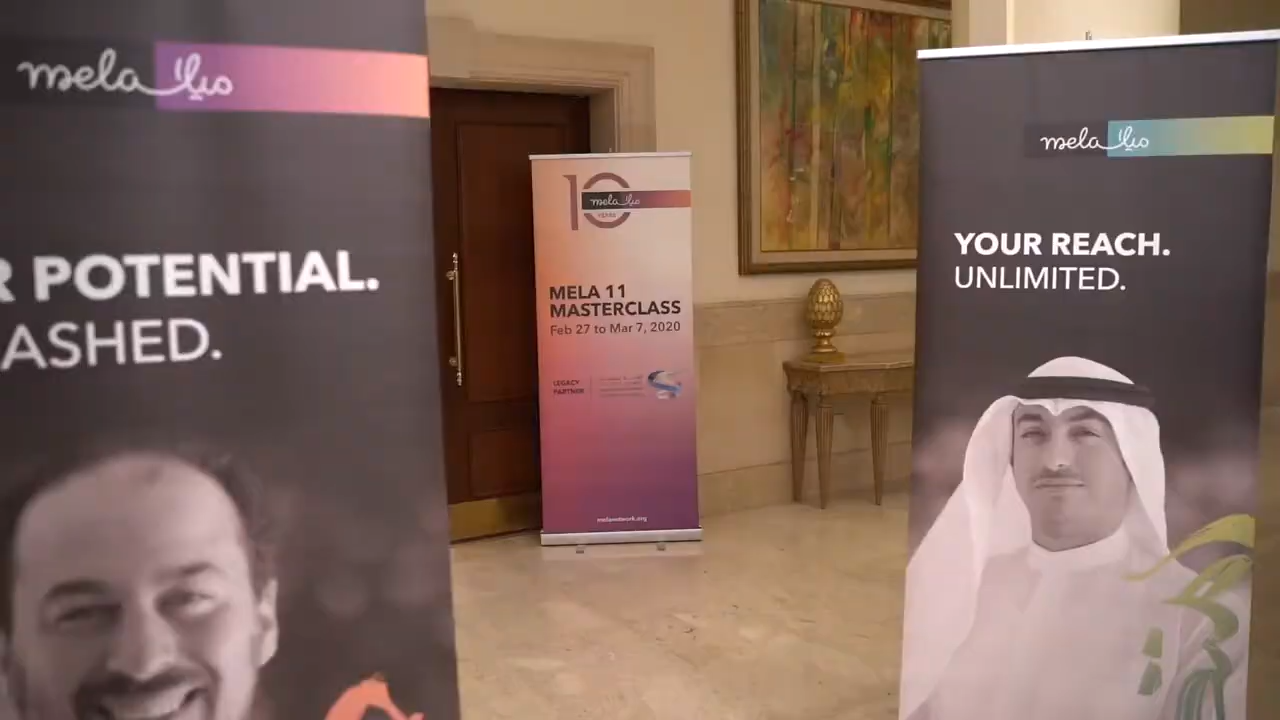 mela ميلا
R POTENTIAL.
ASHED.
10
mela ميلا
YEARS
MELA 11
MASTERCLASS
Feb 27 to Mar 7, 2020
LEGACY
PARTNER
melanetwork.org
mela ميلا
YOUR REACH.
UNLIMITED.